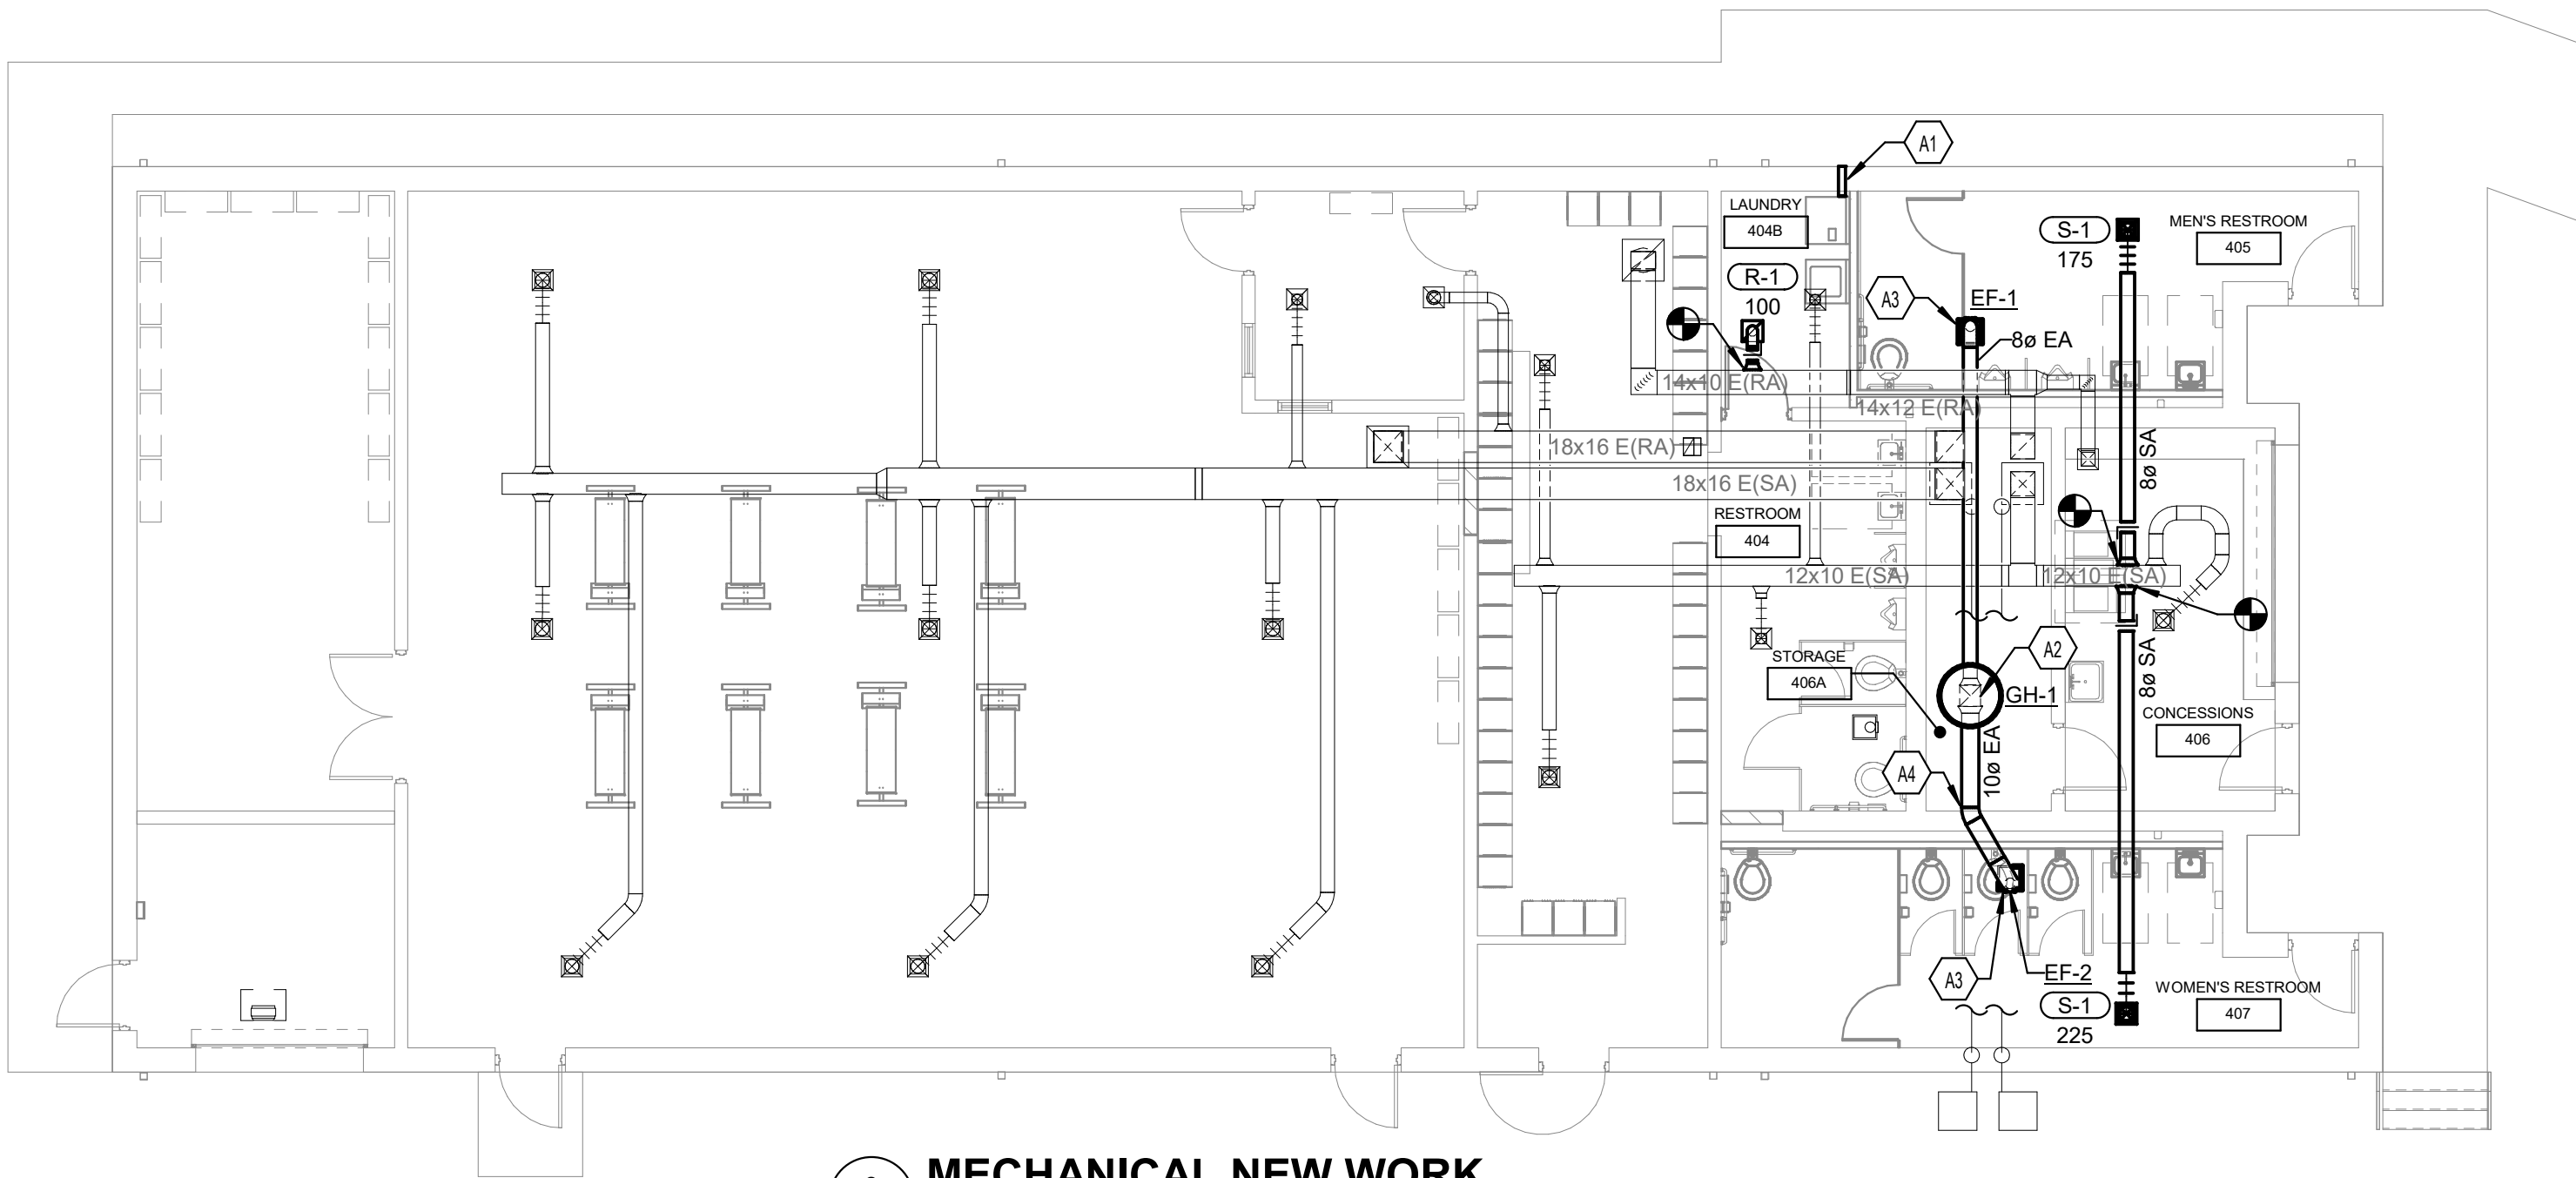 A1
LAUNDRY
404B
S-1
175
MEN'S RESTROOM
405
R-1
100
A3
EF-1
8ø EA
14x10 E(RA)
14x12 E(RA)
18x16 E(RA)
18x16 E(SA)
8ø SA
RESTROOM
404
12x10 E(SA)
12x10 E(SA)
A2
STORAGE
406A
GH-1
8ø SA
CONCESSIONS
406
A4
10ø EA
A3
EF-2
S-1
225
WOMEN'S RESTROOM
407
MECHANICAL NEW WORK